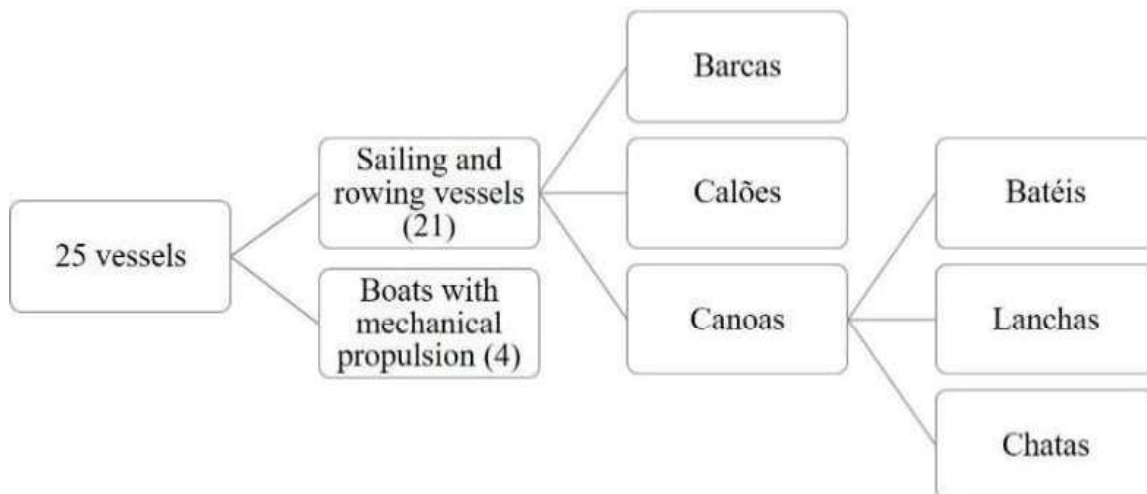 25 vessels
Sailing and
rowing vessels
(21)
Boats with
mechanical
propulsion (4)
Barcas
Calões
Canoas
Batéis
Lanchas
Chatas